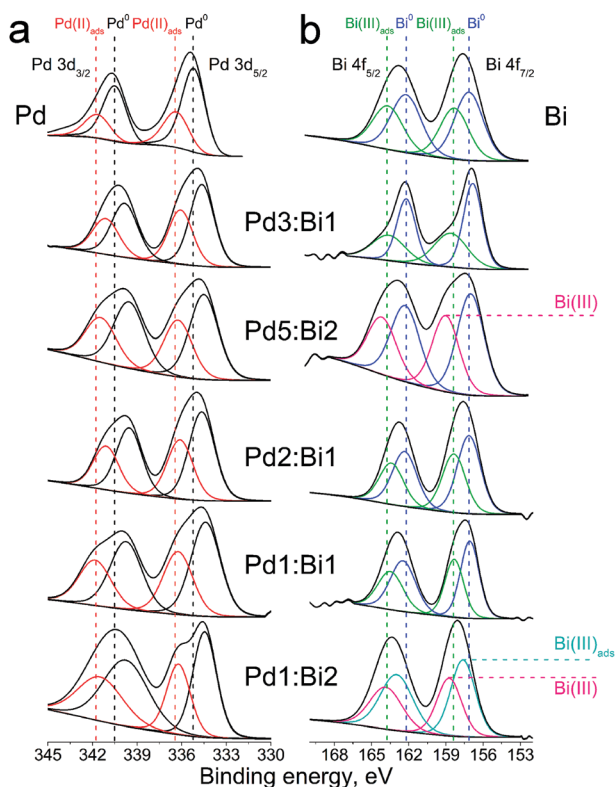 a
Pd(II)ads Pd⁰ Pd(II)ads Pd⁰
Pd 3d3/2
Pd 3d5/2
Pd
b
Bi(III)ads Bi⁰ Bi(III)ads Bi⁰
Bi 4f5/2
Bi 4f7/2
Bi
Pd3:Bi1
Pd5:Bi2
Bi(III)
Pd2:Bi1
Pd1:Bi1
Pd1:Bi2
Bi(III)ads
Bi(III)
345 342 339 336 333 330
168 165 162 159 156 153
Binding energy, eV